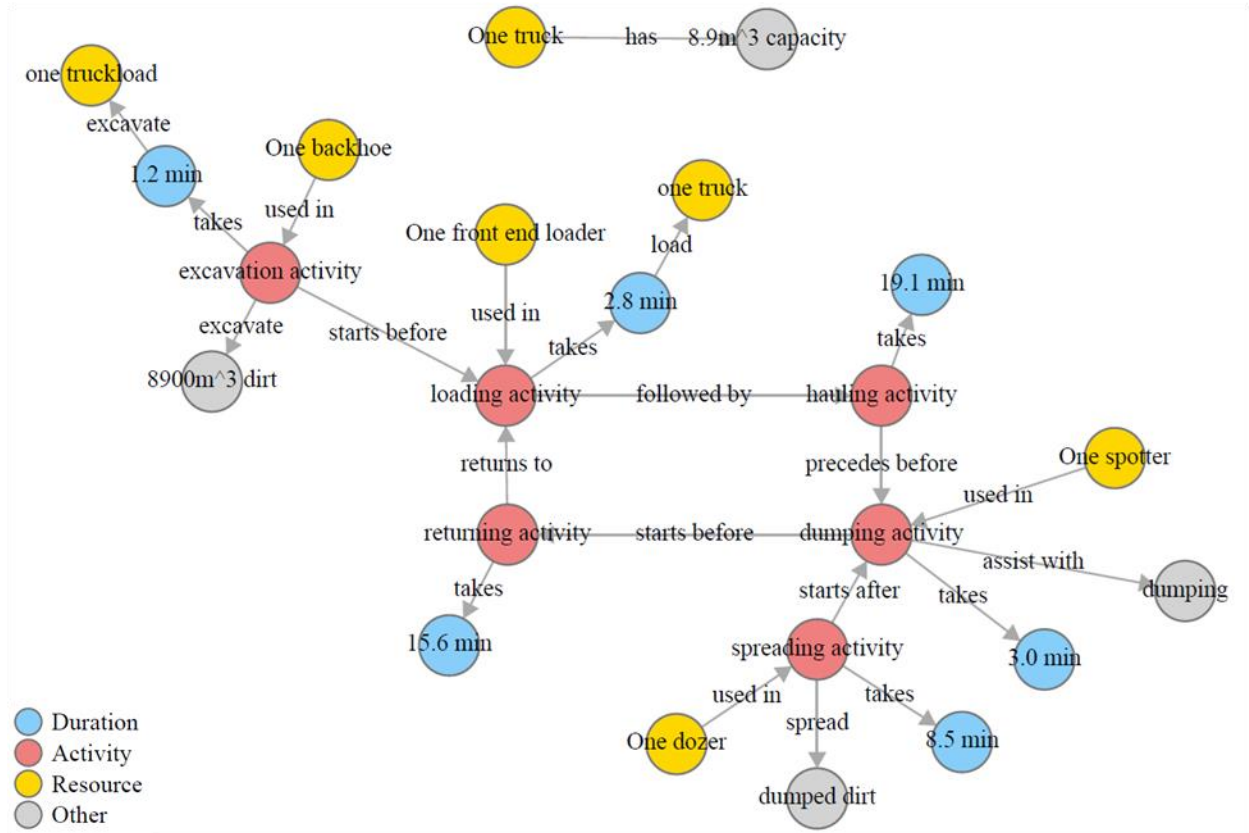 One truck
has
8.9m^3 capacity
one truckload
excavate
One backhoe
1.2 min
one truck
used in
takes
One front end loader
load
excavation activity
19.1 min
2.8 min
used in
excavate
starts before
takes
takes
8900m^3 dirt
loading activity
followed by
hauling activity
One spotter
returns to
precedes before
used in
returning activity
starts before
dumping activity
assist with
takes
starts after
takes
dumping
15.6 min
spreading activity
3.0 min
used in
takes
spread
Duration
One dozer
8.5 min
Activity
Resource
dumped dirt
Other